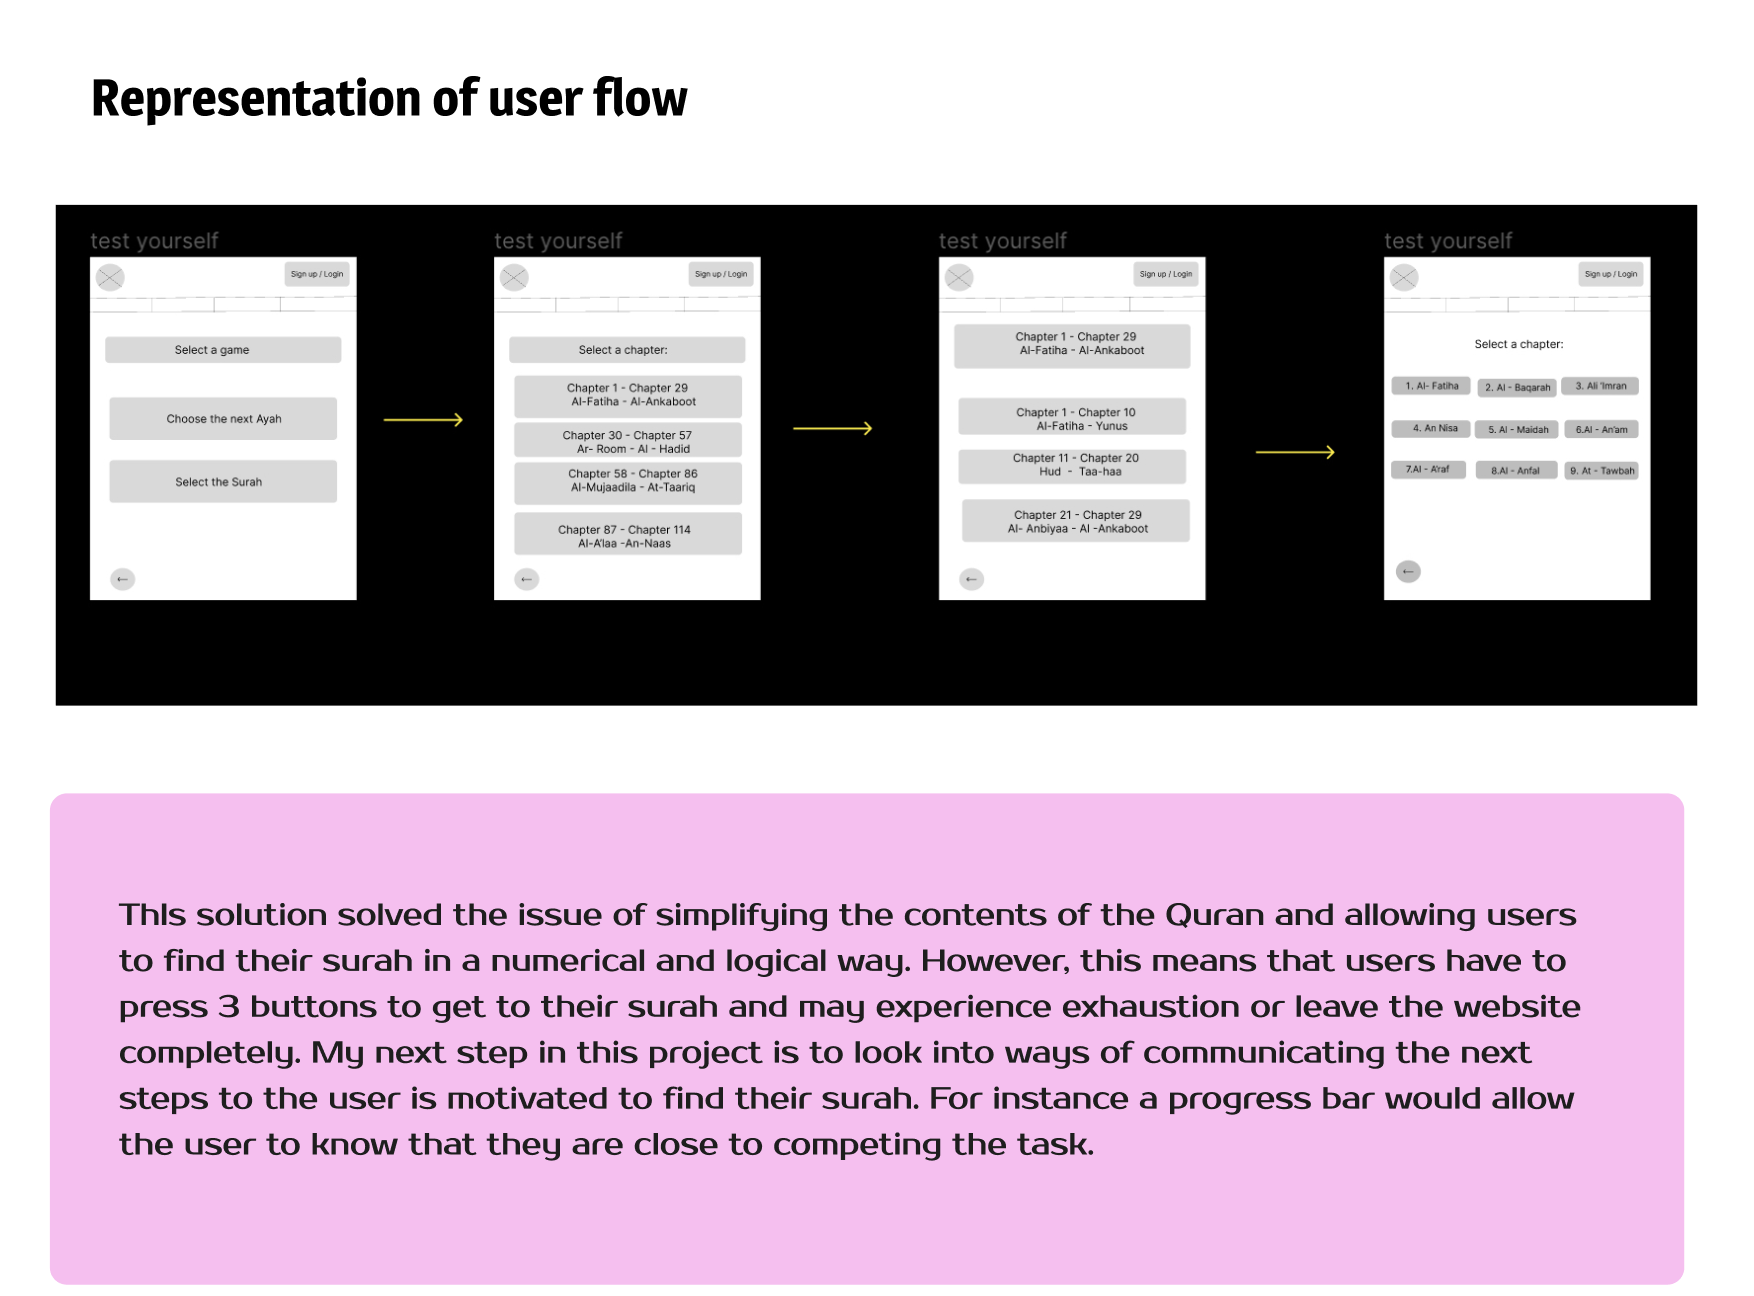 Representation of user flow
test yourself
Sign up / Login
Select a game
Choose the next Ayah
Select the Surah
←
test yourself
Sign up / Login
Select a chapter:
Chapter 1 - Chapter 29
Al-Fatiha - Al-Ankaboot
Chapter 30 - Chapter 57
Ar- Room - Al - Hadid
Chapter 58 - Chapter 86
Al-Mujaadila - At-Taariq
Chapter 87 - Chapter 114
Al-A'laa -An-Naas
←
test yourself
Sign up / Login
Chapter 1 - Chapter 29
Al-Fatiha - Al-Ankaboot
Chapter 1 - Chapter 10
Al-Fatiha - Yunus
Chapter 11 - Chapter 20
Hud - Taa-haa
Chapter 21 - Chapter 29
Al- Anbiyaa - Al -Ankaboot
←
test yourself
Sign up / Login
Select a chapter:
1. Al- Fatiha
2. Al - Baqarah
3. Ali 'Imran
4. An Nisa
5. Al - Maidah
6.Al - An'am
7.Al - A'raf
8.Al - Anfal
9. At - Tawbah
←
ThIs solution solved the issue of simplifying the contents of the Quran and allowing users
to find their surah in a numerical and logical way. However, this means that users have to
press 3 buttons to get to their surah and may experience exhaustion or leave the website
completely. My next step in this project is to look into ways of communicating the next
steps to the user is motivated to find their surah. For instance a progress bar would allow
the user to know that they are close to competing the task.